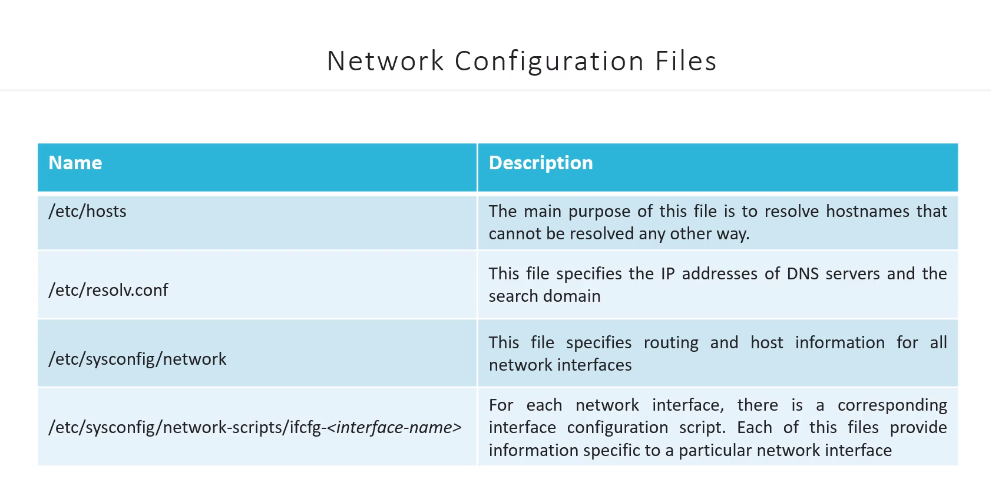 Network Configuration Files
Name
Description
/etc/hosts
The main purpose of this file is to resolve hostnames that
cannot be resolved any other way.
/etc/resolv.conf
This file specifies the IP addresses of DNS servers and the
search domain
/etc/sysconfig/network
This file specifies routing and host information for all
network interfaces
/etc/sysconfig/network-scripts/ifcfg-<interface-name>
For each network interface, there is a corresponding
interface configuration script. Each of this files provide
information specific to a particular network interface